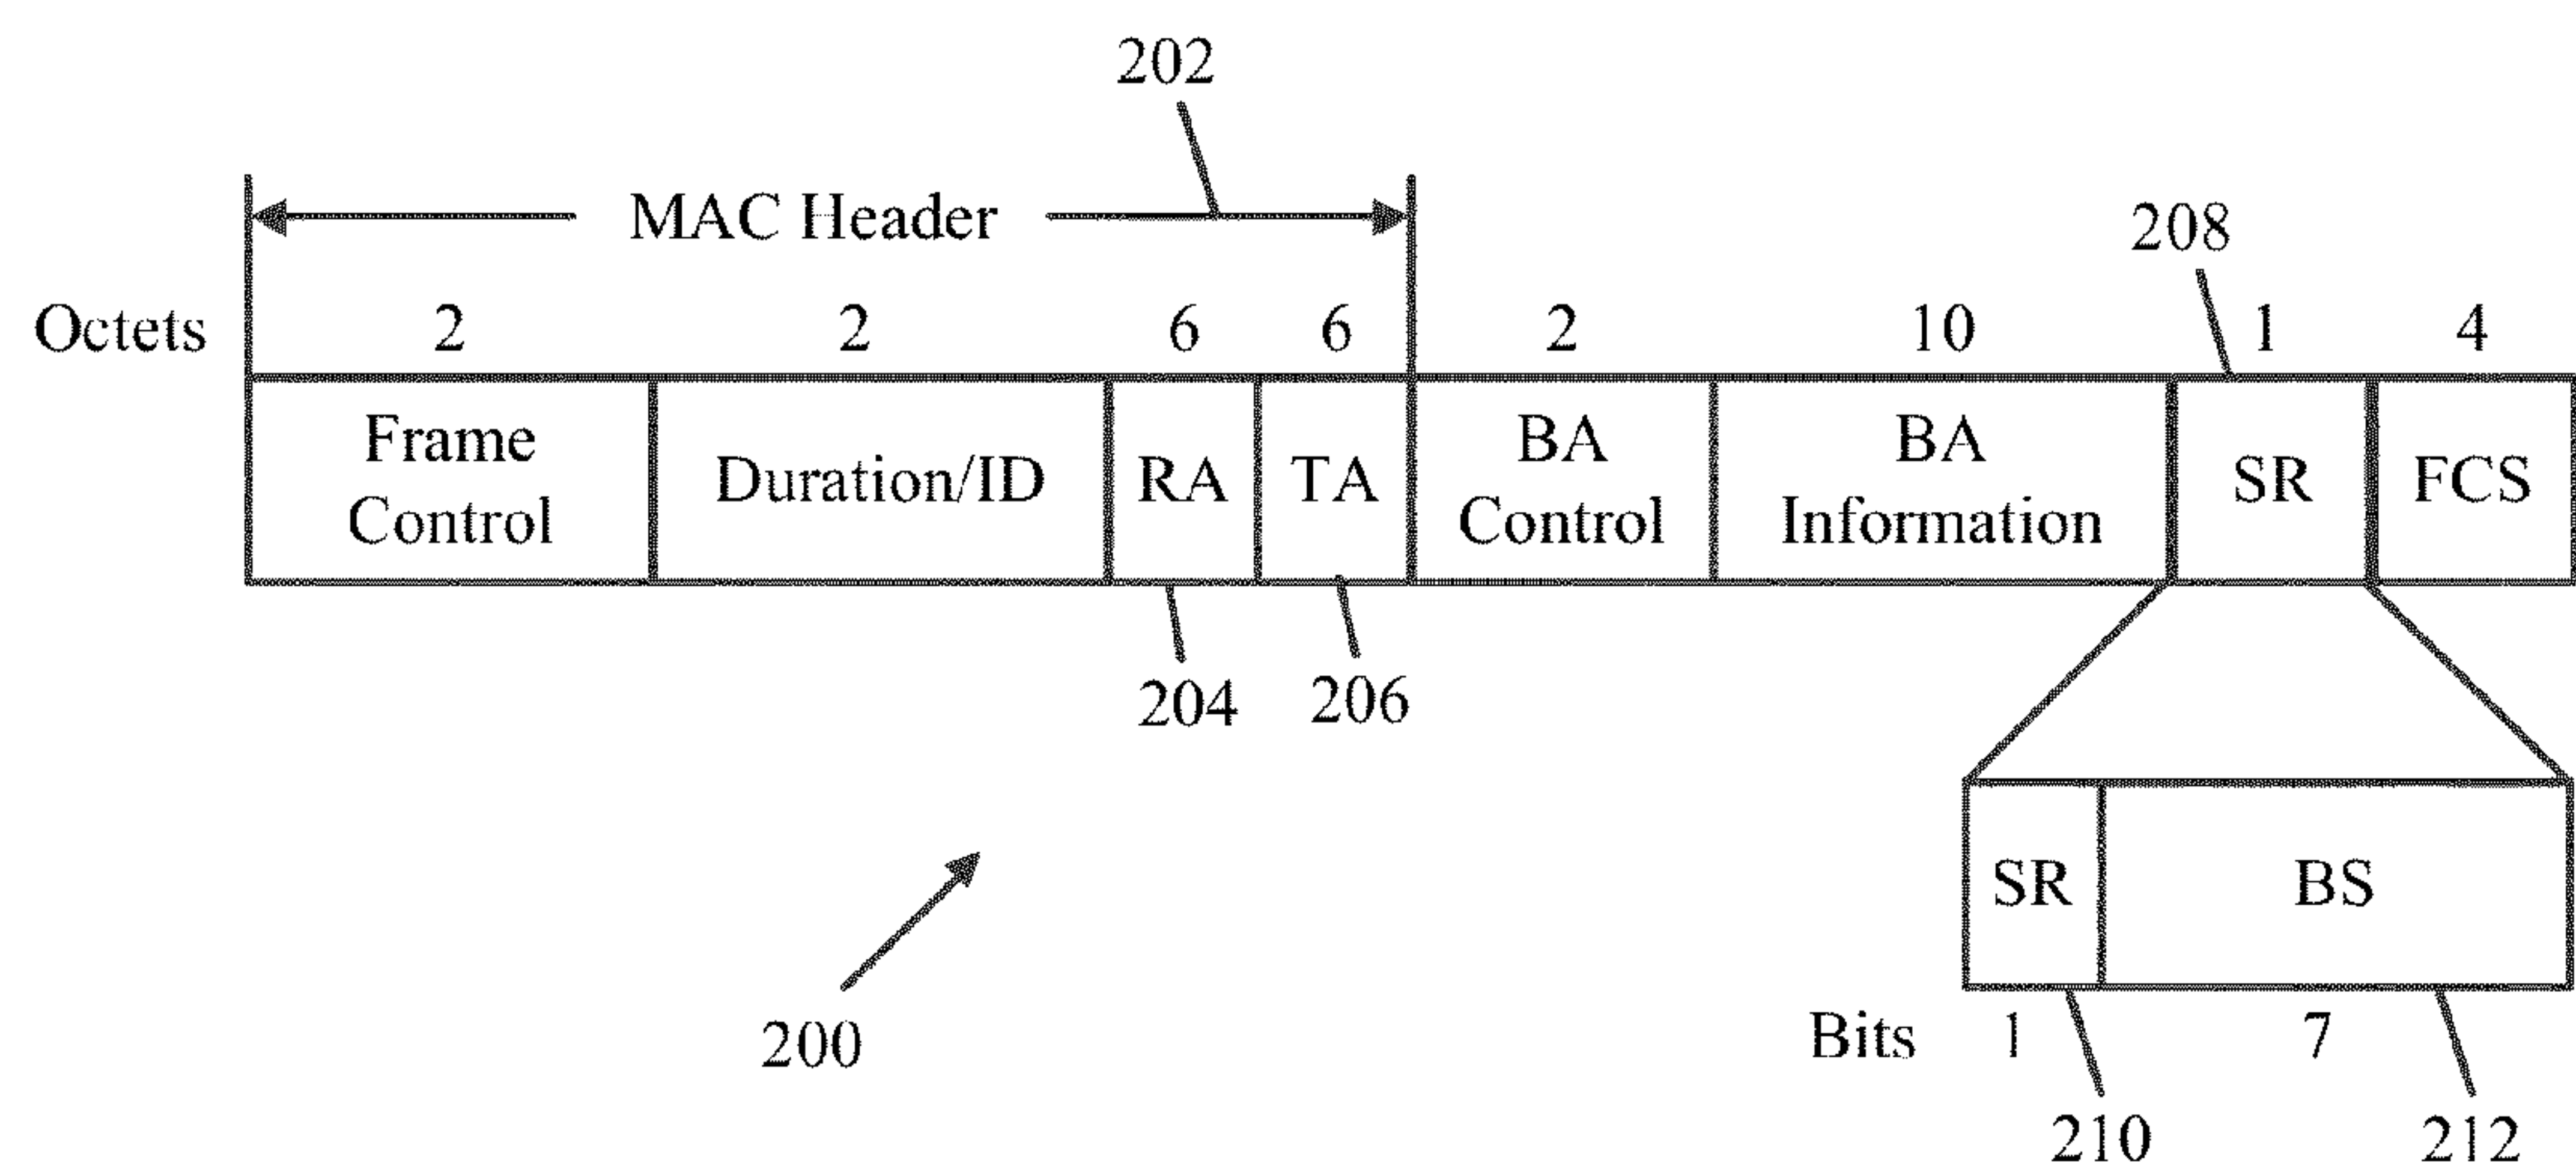 202
MAC Header
208
Octets 2 2 6 6 2 10 1 4
Frame Control Duration/ID RA TA BA Control BA Information SR FCS
204 206
SR BS
200
Bits 1 7
210 212